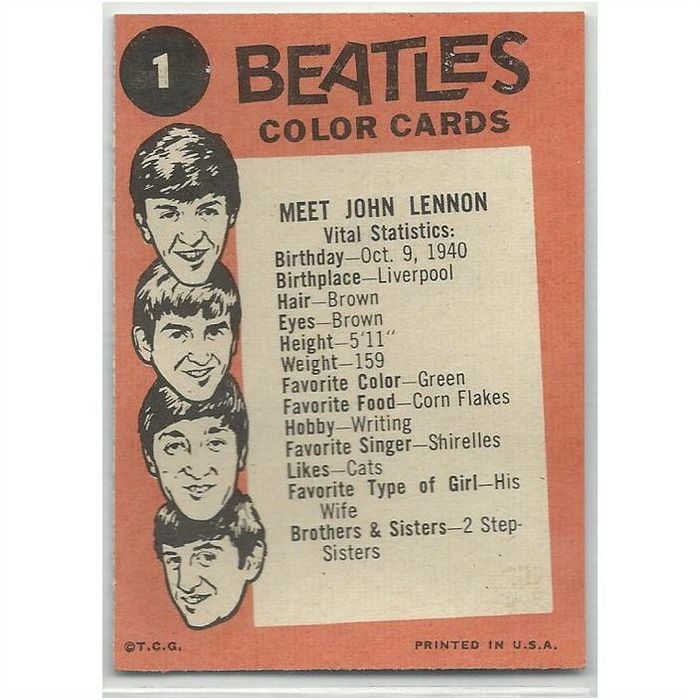 1
BEATLES
COLOR CARDS
MEET JOHN LENNON
Vital Statistics:
Birthday—Oct. 9, 1940
Birthplace—Liverpool
Hair—Brown
Eyes—Brown
Height—5'11"
Weight—159
Favorite Color—Green
Favorite Food—Corn Flakes
Hobby—Writing
Favorite Singer—Shirelles
Likes—Cats
Favorite Type of Girl—His
Wife
Brothers & Sisters—2 Step-
Sisters
©T.C.G.
PRINTED IN U.S.A.